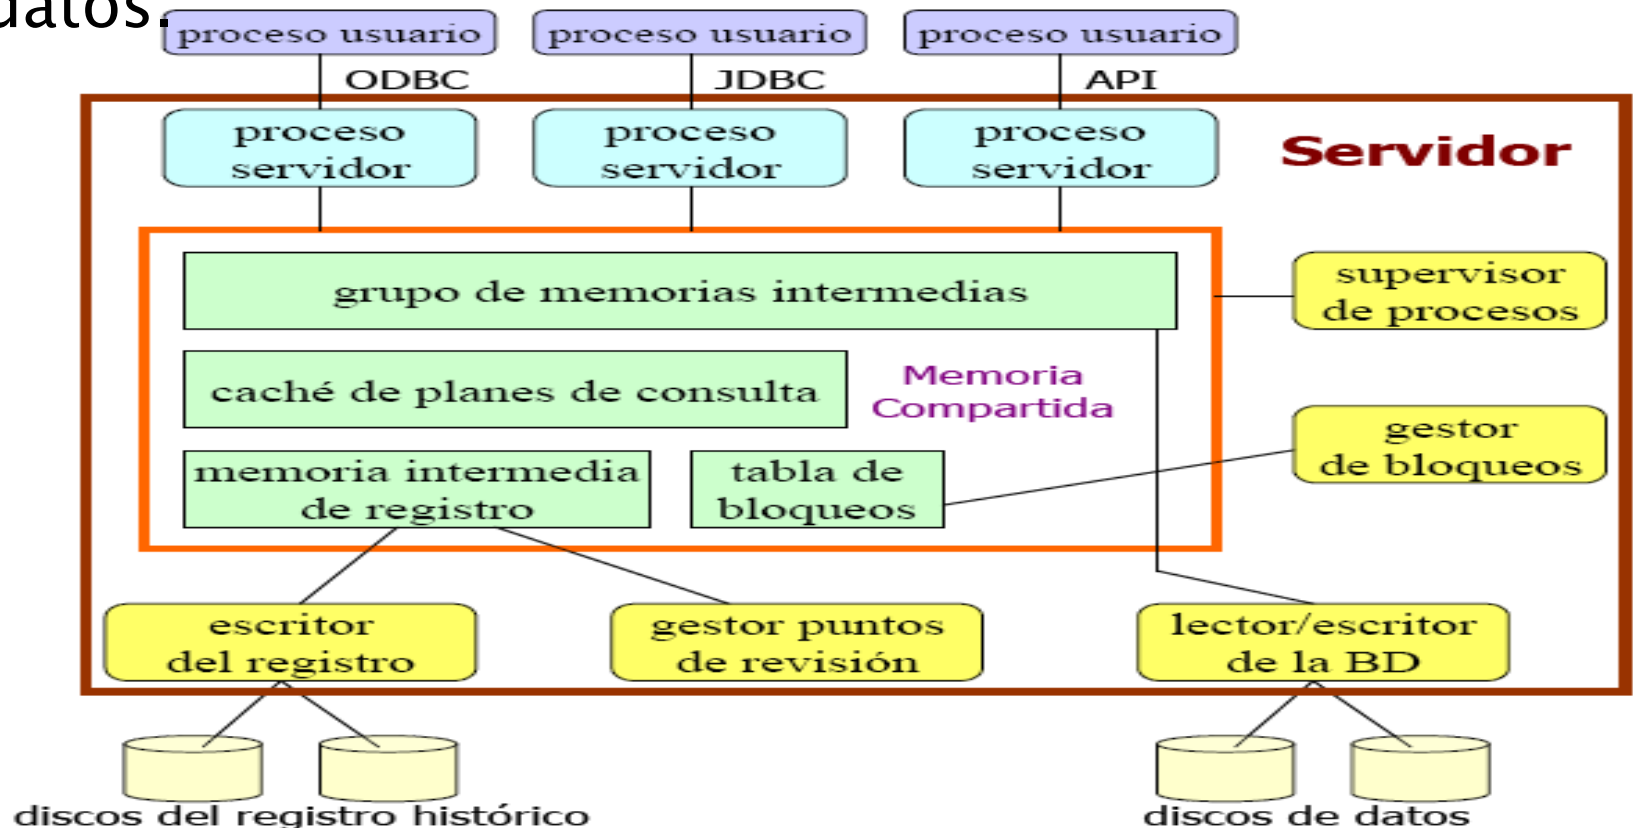 datos.
proceso usuario
proceso usuario
proceso usuario
ODBC
JDBC
API
proceso
servidor
proceso
servidor
proceso
servidor
Servidor
grupo de memorias intermedias
supervisor
de procesos
caché de planes de consulta
Memoria
Compartida
gestor
de bloqueos
memoria intermedia
de registro
tabla de
bloqueos
escritor
del registro
gestor puntos
de revisión
lector/escritor
de la BD
discos del registro histórico
discos de datos